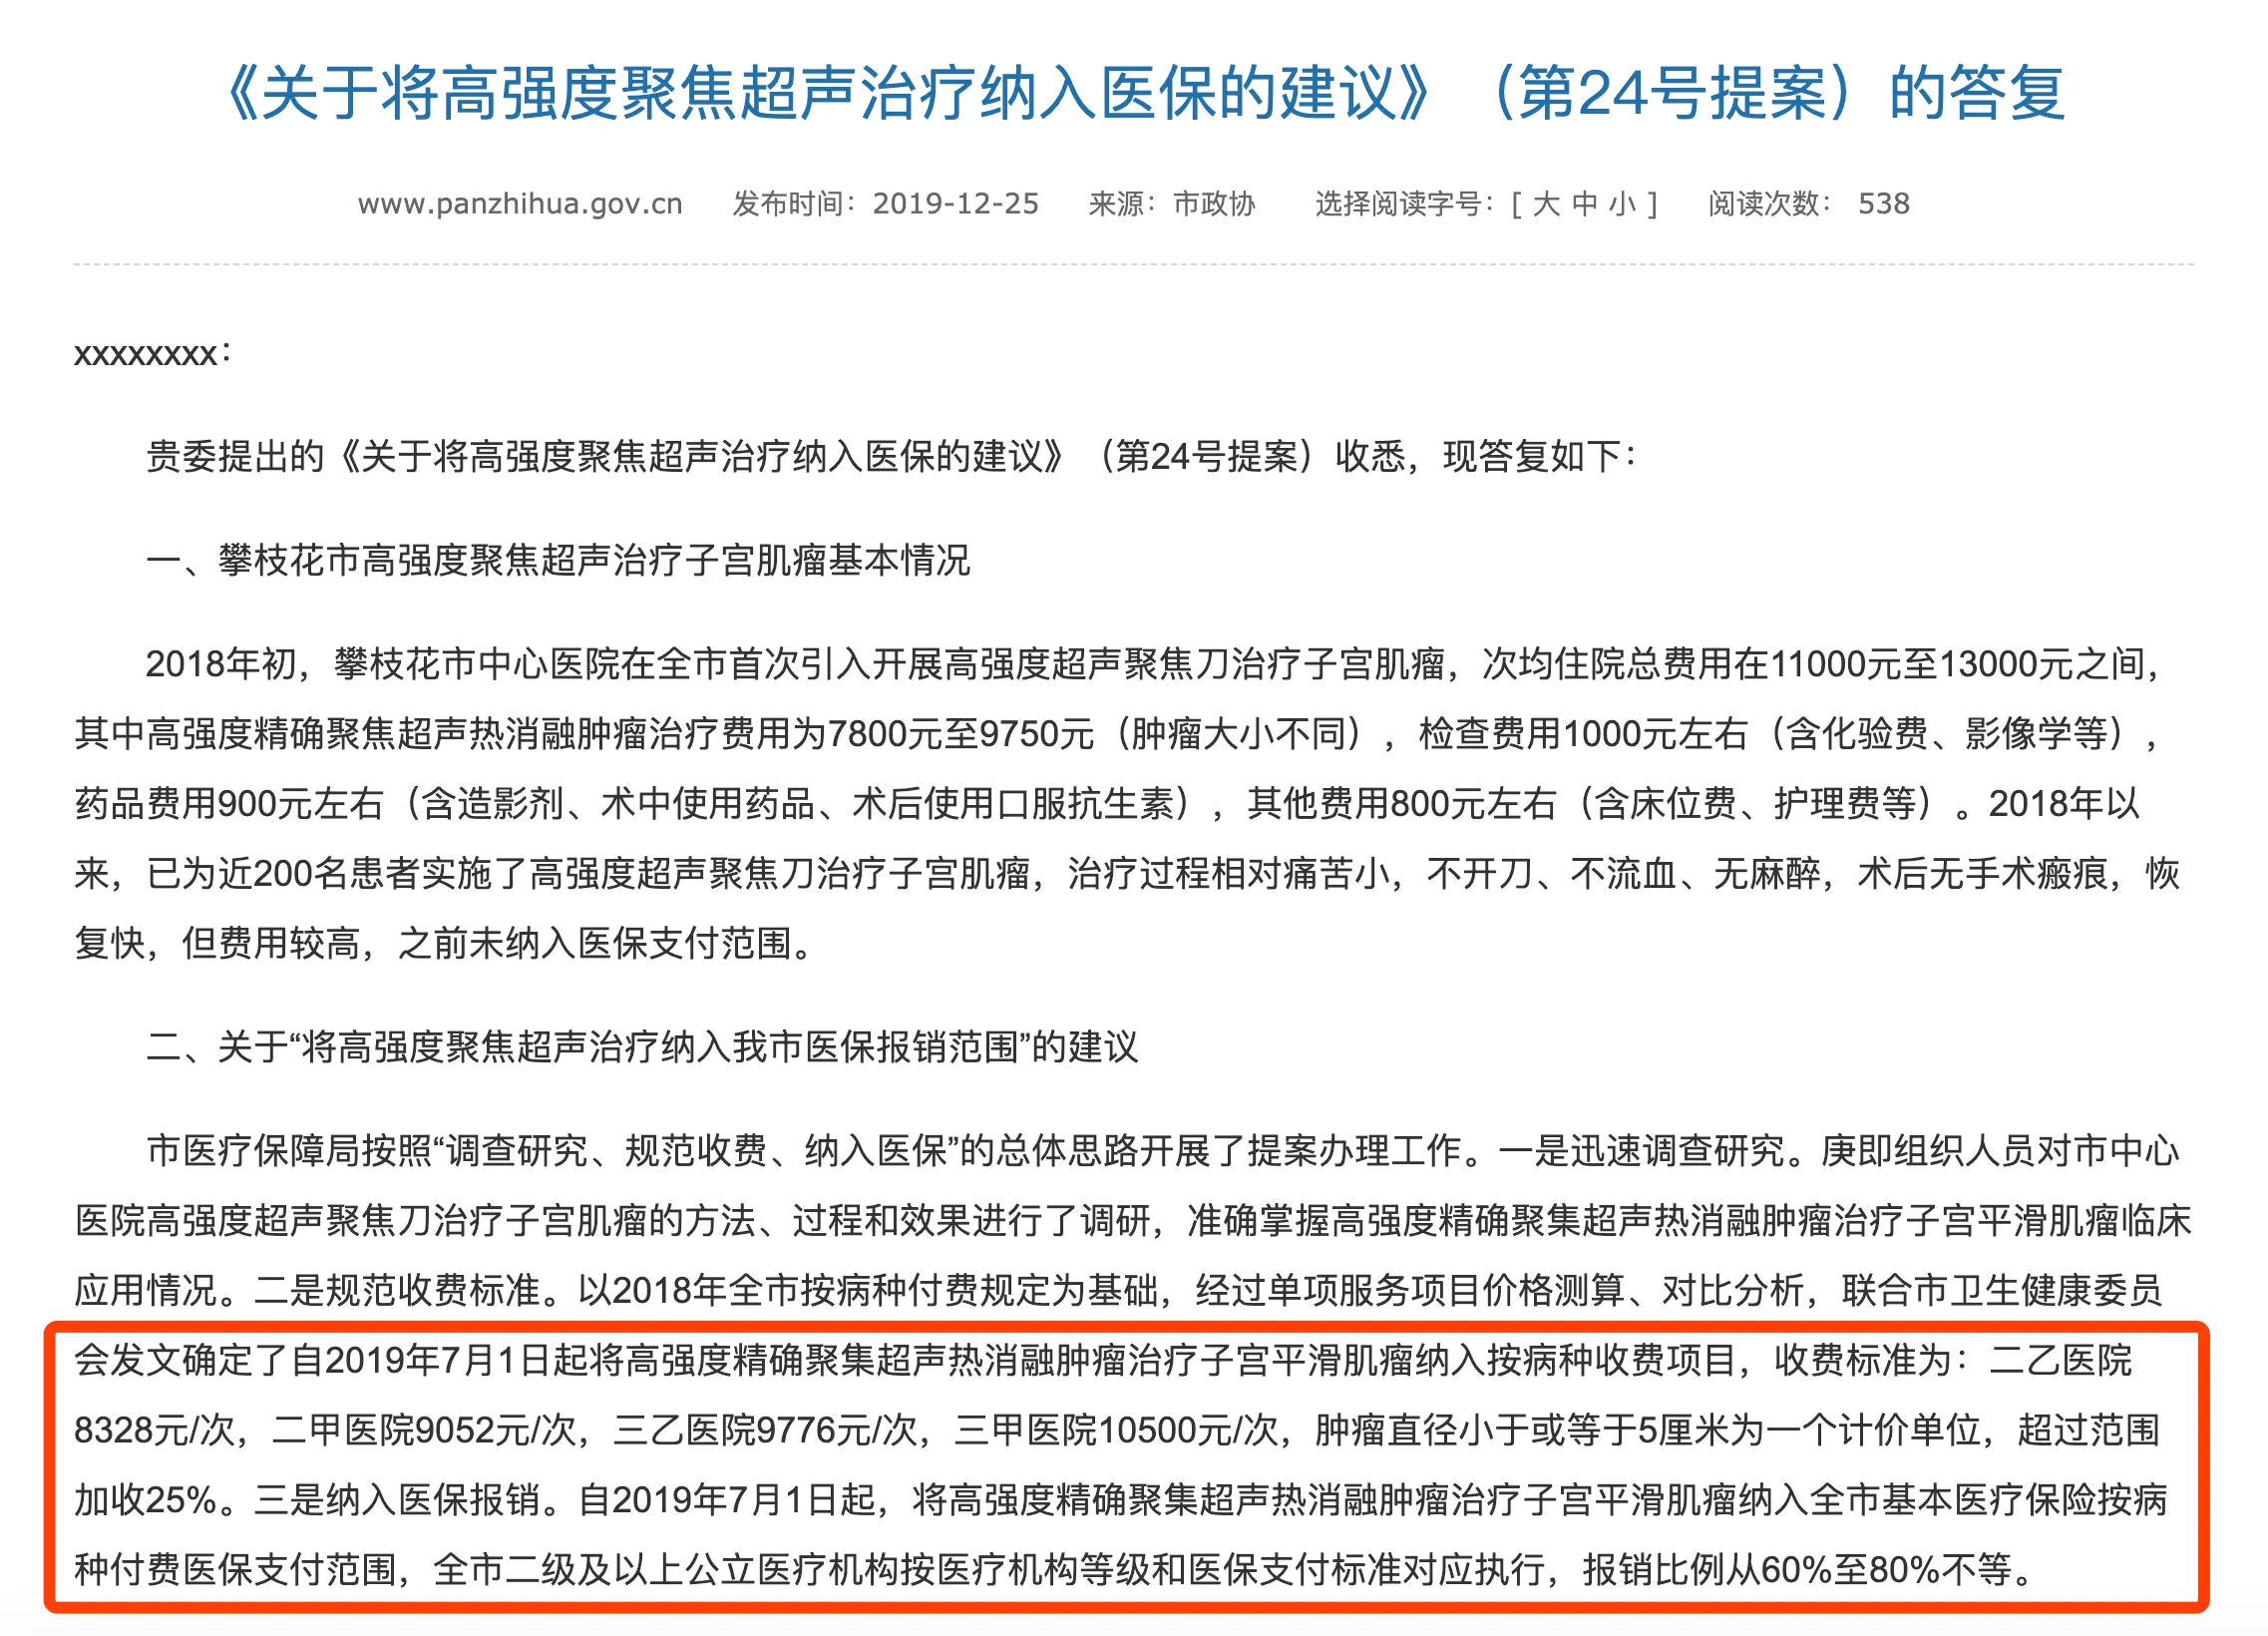 《关于将高强度聚焦超声治疗纳入医保的建议》（第24号提案）的答复
www.panzhihua.gov.cn 发布时间：2019-12-25 来源：市政协 选择阅读字号：[ 大 中 小 ] 阅读次数： 538
xxxxxxxx：
贵委提出的《关于将高强度聚焦超声治疗纳入医保的建议》（第24号提案）收悉，现答复如下：
一、攀枝花市高强度聚焦超声治疗子宫肌瘤基本情况
2018年初，攀枝花市中心医院在全市首次引入开展高强度超声聚焦刀治疗子宫肌瘤，次均住院总费用在11000元至13000元之间，
其中高强度精确聚焦超声热消融肿瘤治疗费用为7800元至9750元（肿瘤大小不同），检查费用1000元左右（含化验费、影像学等），
药品费用900元左右（含造影剂、术中使用药品、术后使用口服抗生素），其他费用800元左右（含床位费、护理费等）。2018年以
来，已为近200名患者实施了高强度超声聚焦刀治疗子宫肌瘤，治疗过程相对痛苦小，不开刀、不流血、无麻醉，术后无手术瘢痕，恢
复快，但费用较高，之前未纳入医保支付范围。
二、关于“将高强度聚焦超声治疗纳入我市医保报销范围”的建议
市医疗保障局按照“调查研究、规范收费、纳入医保”的总体思路开展了提案办理工作。一是迅速调查研究。庚即组织人员对市中心
医院高强度超声聚焦刀治疗子宫肌瘤的方法、过程和效果进行了调研，准确掌握高强度精确聚集超声热消融肿瘤治疗子宫平滑肌瘤临床
应用情况。二是规范收费标准。以2018年全市按病种付费规定为基础，经过单项服务项目价格测算、对比分析，联合市卫生健康委员
会发文确定了自2019年7月1日起将高强度精确聚集超声热消融肿瘤治疗子宫平滑肌瘤纳入按病种收费项目，收费标准为：二乙医院
8328元/次，二甲医院9052元/次，三乙医院9776元/次，三甲医院10500元/次，肿瘤直径小于或等于5厘米为一个计价单位，超过范围
加收25%。三是纳入医保报销。自2019年7月1日起，将高强度精确聚集超声热消融肿瘤治疗子宫平滑肌瘤纳入全市基本医疗保险按病
种付费医保支付范围，全市二级及以上公立医疗机构按医疗机构等级和医保支付标准对应执行，报销比例从60%至80%不等。